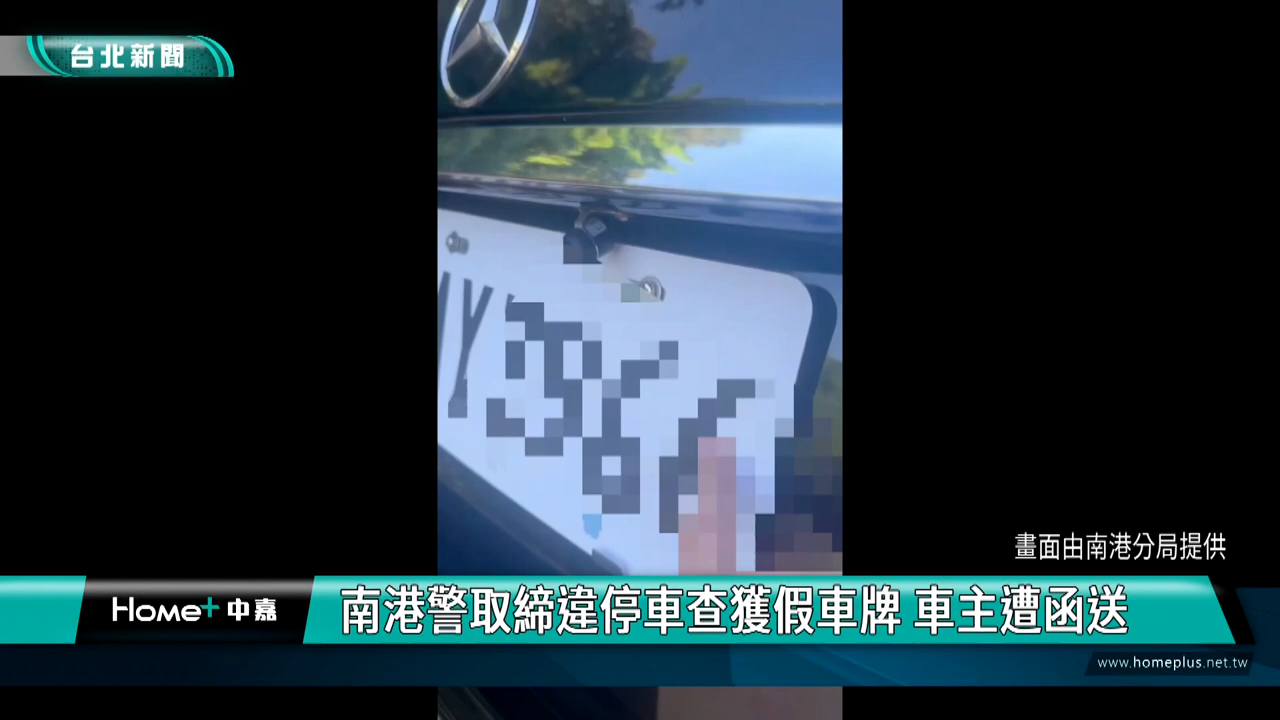 台北新聞
Y
畫面由南港分局提供
Home+中嘉
南港警取締違停車查獲假車牌 車主遭函送
www.homeplus.net.tw